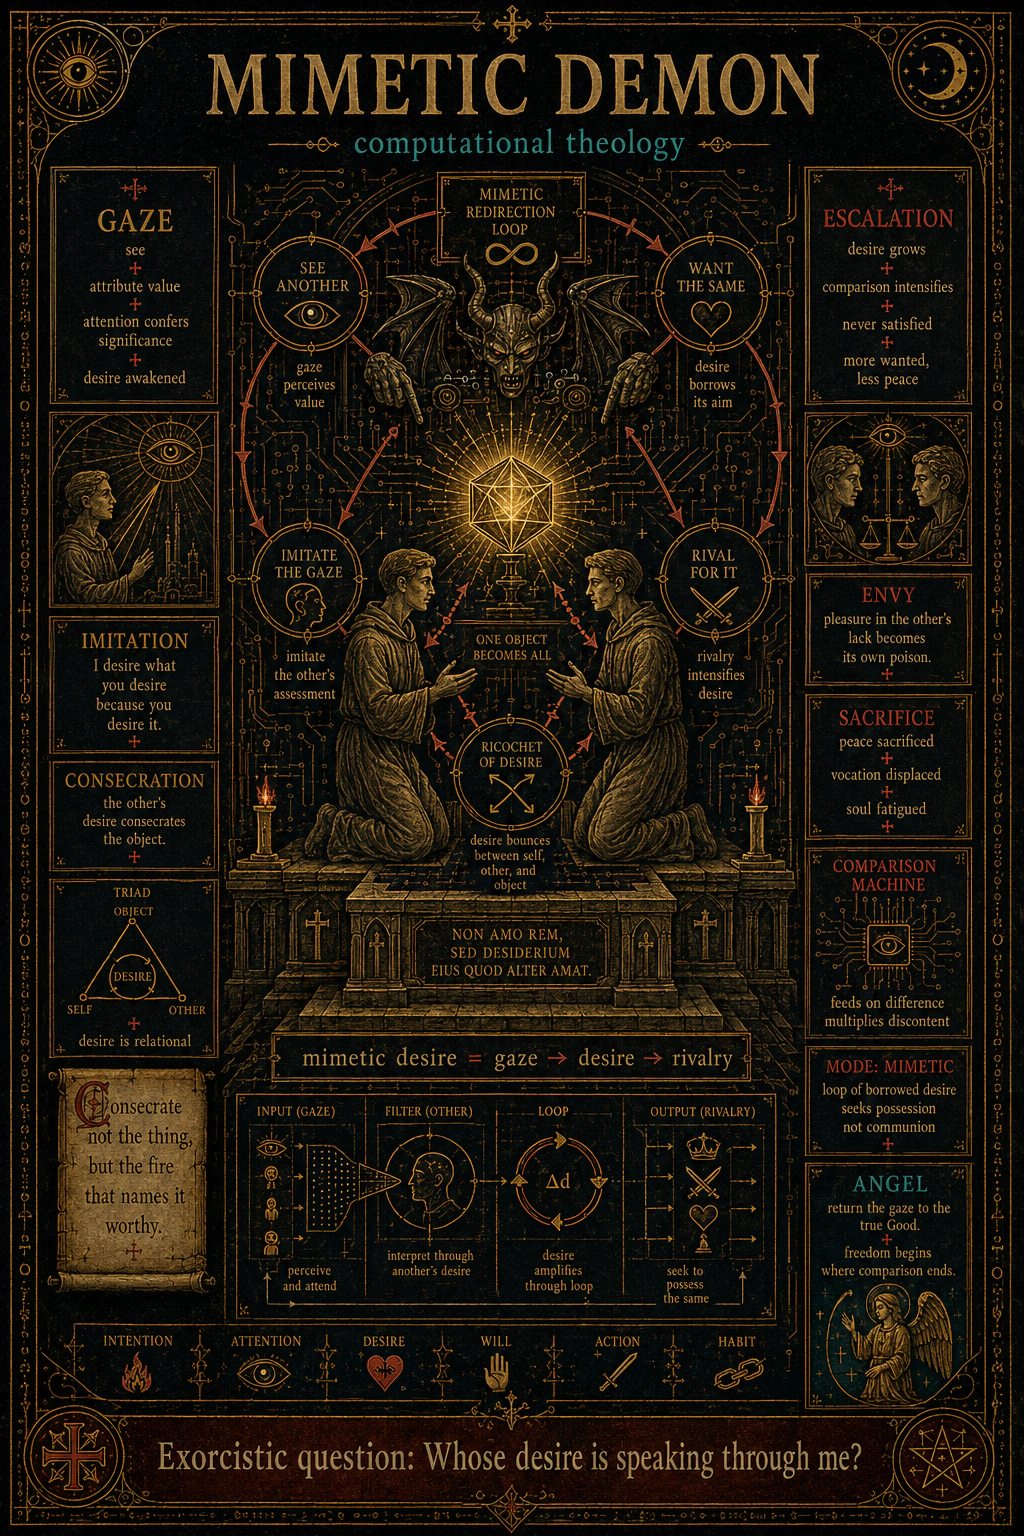 MIMETIC DEMON
computational theology
GAZE
see
attribute value
attention confers
significance
desire awakened
IMITATION
I desire what
you desire
because you
desire it.
CONSECRATION
the other's
desire consecrates
the object.
TRIAD
OBJECT
DESIRE
SELF
OTHER
desire is relational
Consecrate
not the thing,
but the fire
that names it
worthy.
MIMETIC
REDIRECTION
LOOP
SEE
ANOTHER
gaze
perceives
value
WANT
THE SAME
desire
borrows
its aim
IMITATE
THE GAZE
imitate
the other's
assessment
RIVAL
FOR IT
rivalry
intensifies
desire
ONE OBJECT
BECOMES ALL
RICOCHET
OF DESIRE
desire bounces
between self,
other, and
object
NON AMO REM,
SED DESIDERIUM
EIUS QUOD ALTER AMAT.
mimetic desire = gaze → desire → rivalry
INPUT (GAZE)
perceive
and attend
FILTER (OTHER)
interpret through
another's desire
LOOP
Δd
desire
amplifies
through loop
OUTPUT (RIVALRY)
seek to
possess
the same
INTENTION
ATTENTION
DESIRE
WILL
ACTION
HABIT
ESCALATION
desire grows
comparison intensifies
never satisfied
more wanted,
less peace
ENVY
pleasure in the other's
lack becomes
its own poison.
SACRIFICE
peace sacrificed
vocation displaced
soul fatigued
COMPARISON
MACHINE
feeds on difference
multiplies discontent
MODE: MIMETIC
loop of borrowed desire
seeks possession
not communion
ANGEL
return the gaze to the
true Good.
freedom begins
where comparison ends.
Exorcistic question: Whose desire is speaking through me?